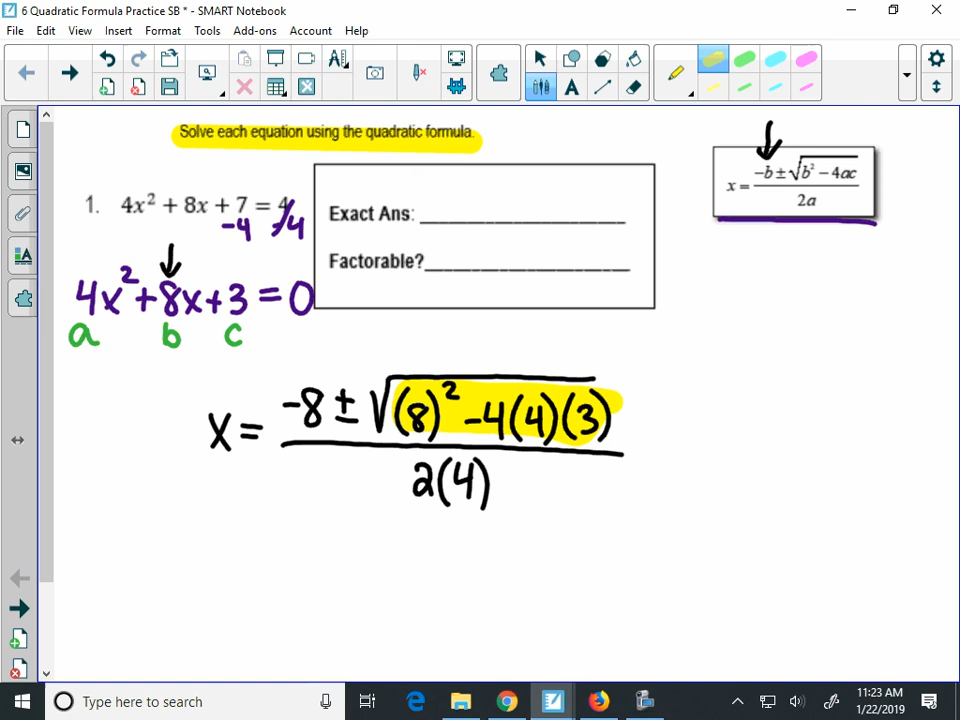 6 Quadratic Formula Practice SB * - SMART Notebook
File Edit View Insert Format Tools Add-ons Account Help
Solve each equation using the quadratic formula.
x = (-b ± √(b² - 4ac)) / 2a
1. 4x² + 8x + 7 = 4
-4 -4
Exact Ans: ____________________
Factorable?____________________
4x² + 8x + 3 = 0
a b c
x = (-8 ± √((8)² - 4(4)(3))) / 2(4)
Type here to search
11:23 AM
1/22/2019